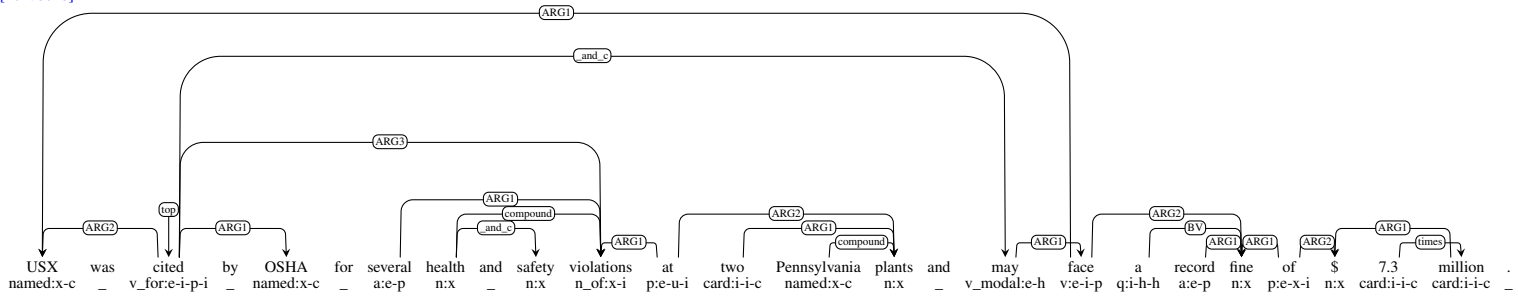 ARG1
_and_c
ARG3
ARG1
top compound ARG2
ARG2 ARG1 _and_c ARG1 ARG2 BV ARG1
ARG1 compound ARG1 ARG1 ARG1 ARG2 times
USX was cited by OSHA for several health and safety violations at two Pennsylvania plants and may face a record fine of $ 7.3 million .
named:x-c _ v_for:e-i-p-i _ named:x-c _ a:e-p n:x _ n:x n_of:x-i p:e-u-i card:i-i-c named:x-c n:x _ v_modal:e-h v:e-i-p q:i-h-h a:e-p n:x p:e-x-i n:x card:i-i-c card:i-i-c _